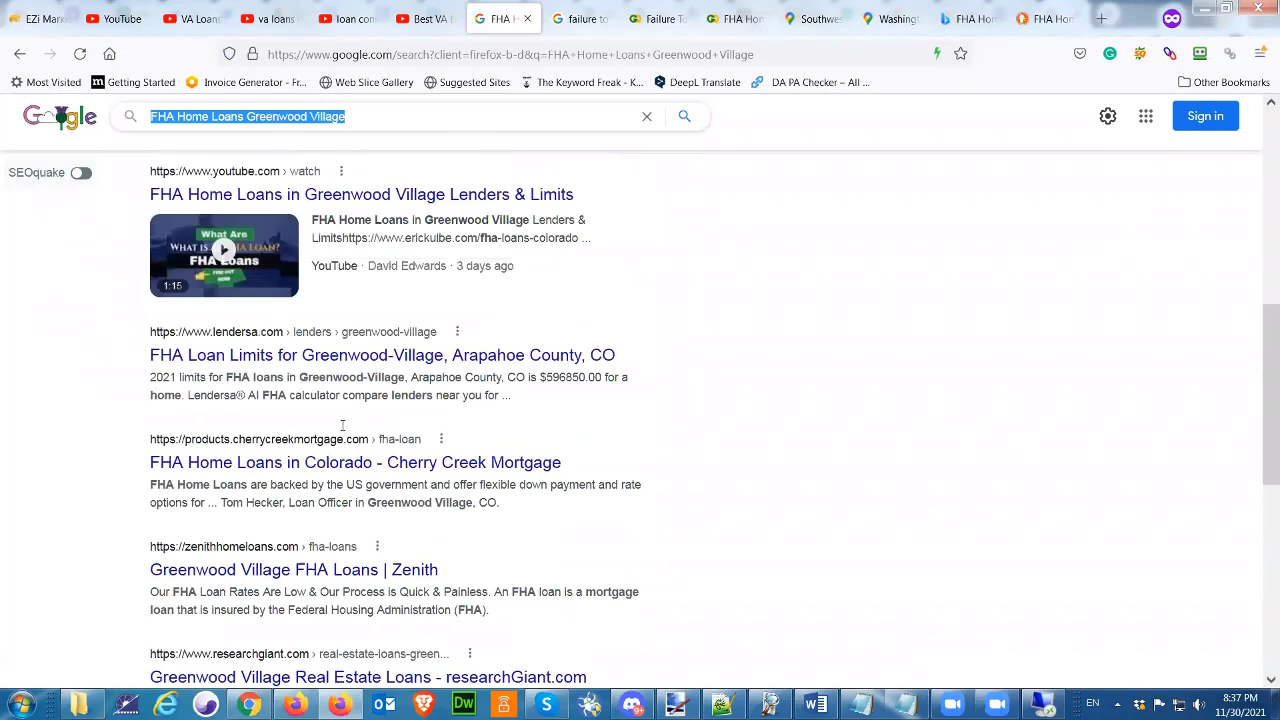 EZi Mark
YouTube
VA Loans
va loans
loan com
Best VA L
FHA H
failure to
Failure To
FHA Hon
Southwes
Washing
FHA Hon
FHA Hon
https://www.google.com/search?client=firefox-b-d&q=FHA+Home+Loans+Greenwood+Village
Most Visited
Getting Started
Invoice Generator - Fr...
Web Slice Gallery
Suggested Sites
The Keyword Freak - K...
DeepL Translate
DA PA Checker – All ...
Other Bookmarks
Google
FHA Home Loans Greenwood Village
Sign in
SEOquake
https://www.youtube.com › watch
FHA Home Loans in Greenwood Village Lenders & Limits
What Are
WHAT IS A FHA LOAN?
FHA Loans
1:15
FHA Home Loans in Greenwood Village Lenders &
Limitshttps://www.erickulbe.com/fha-loans-colorado ...
YouTube · David Edwards · 3 days ago
https://www.lendersa.com › lenders › greenwood-village
FHA Loan Limits for Greenwood-Village, Arapahoe County, CO
2021 limits for FHA loans in Greenwood-Village, Arapahoe County, CO is $596850.00 for a
home. Lendersa® AI FHA calculator compare lenders near you for ...
https://products.cherrycreekmortgage.com › fha-loan
FHA Home Loans in Colorado - Cherry Creek Mortgage
FHA Home Loans are backed by the US government and offer flexible down payment and rate
options for ... Tom Hecker, Loan Officer in Greenwood Village, CO.
https://zenithhomeloans.com › fha-loans
Greenwood Village FHA Loans | Zenith
Our FHA Loan Rates Are Low & Our Process is Quick & Painless. An FHA loan is a mortgage
loan that is insured by the Federal Housing Administration (FHA).
https://www.researchgiant.com › real-estate-loans-green...
Greenwood Village Real Estate Loans - researchGiant.com
EN
8:37 PM
11/30/2021